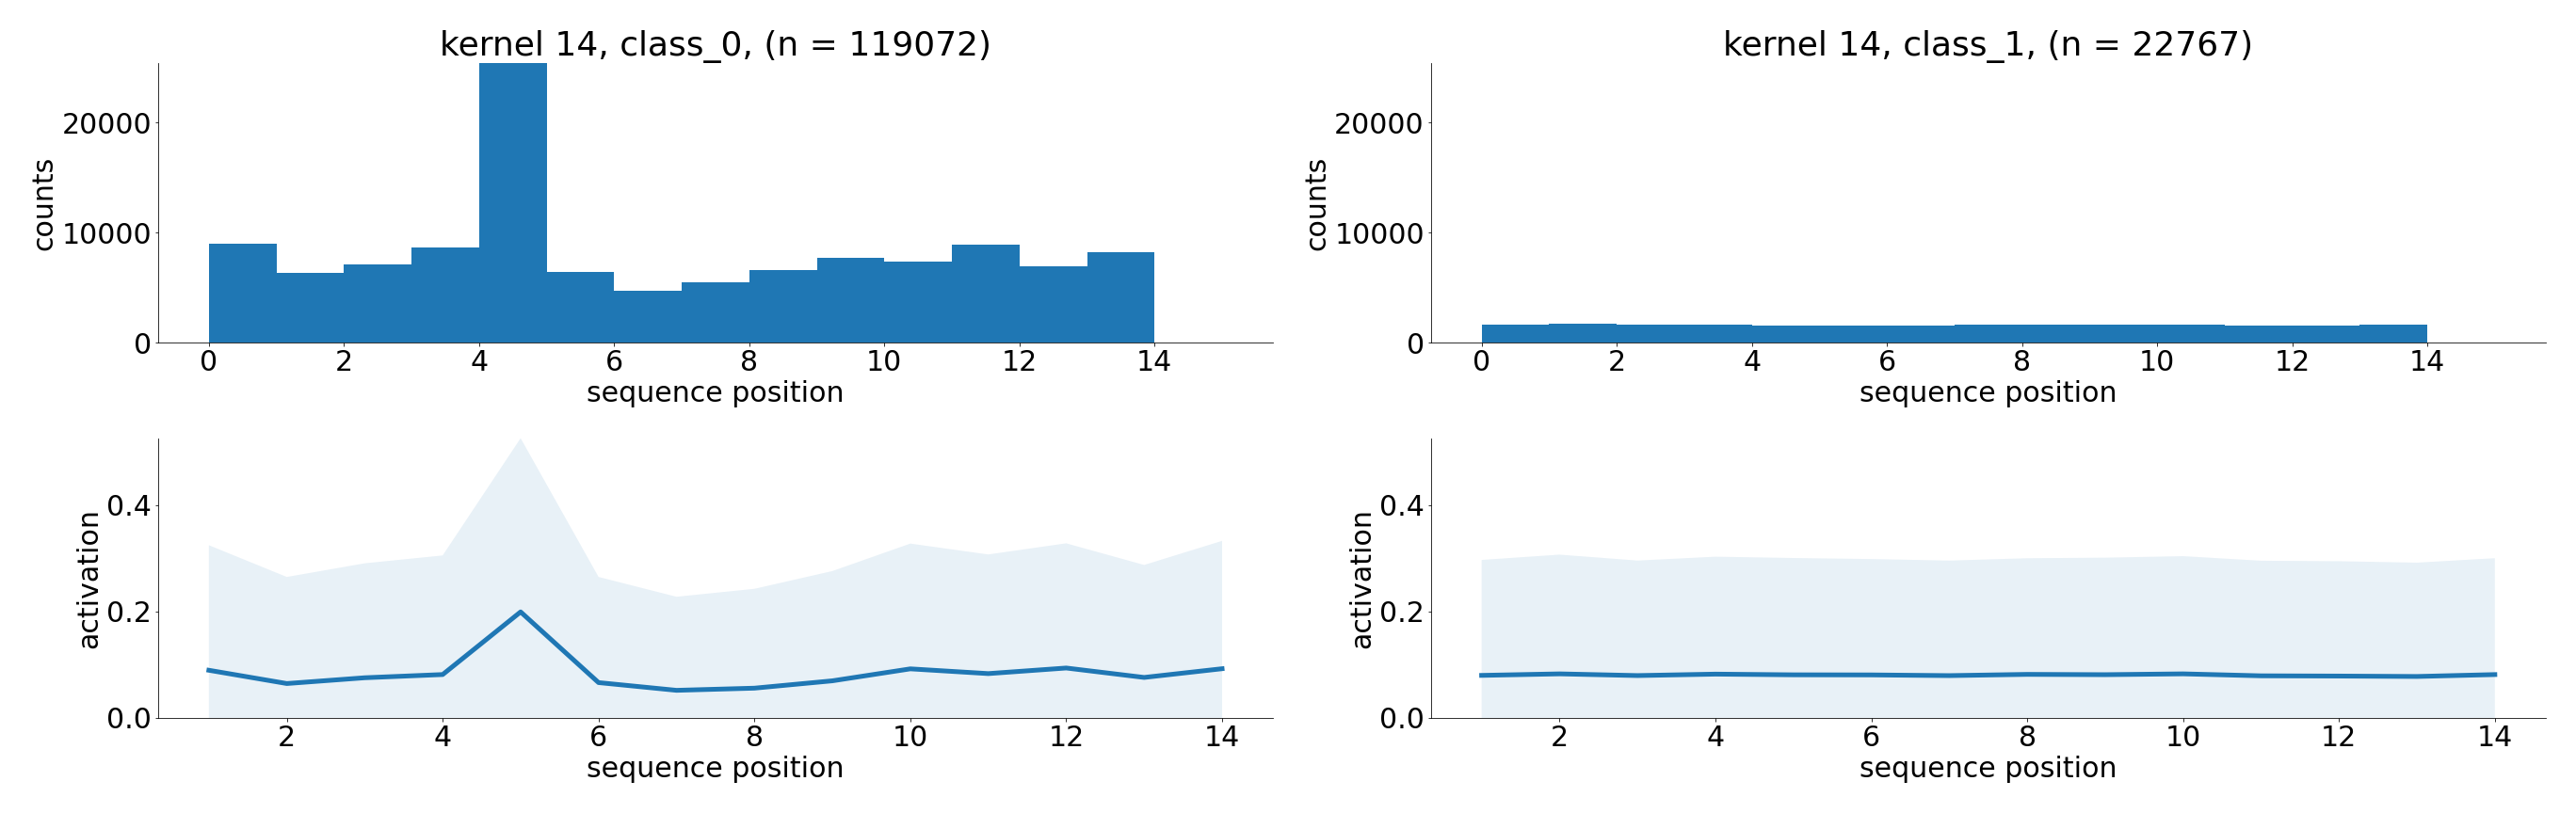 kernel 14, class_0, (n = 119072)
counts
20000
10000
0
0 2 4 6 8 10 12 14
sequence position
kernel 14, class_1, (n = 22767)
counts
20000
10000
0
0 2 4 6 8 10 12 14
sequence position
activation
0.4
0.2
0.0
2 4 6 8 10 12 14
sequence position
activation
0.4
0.2
0.0
2 4 6 8 10 12 14
sequence position